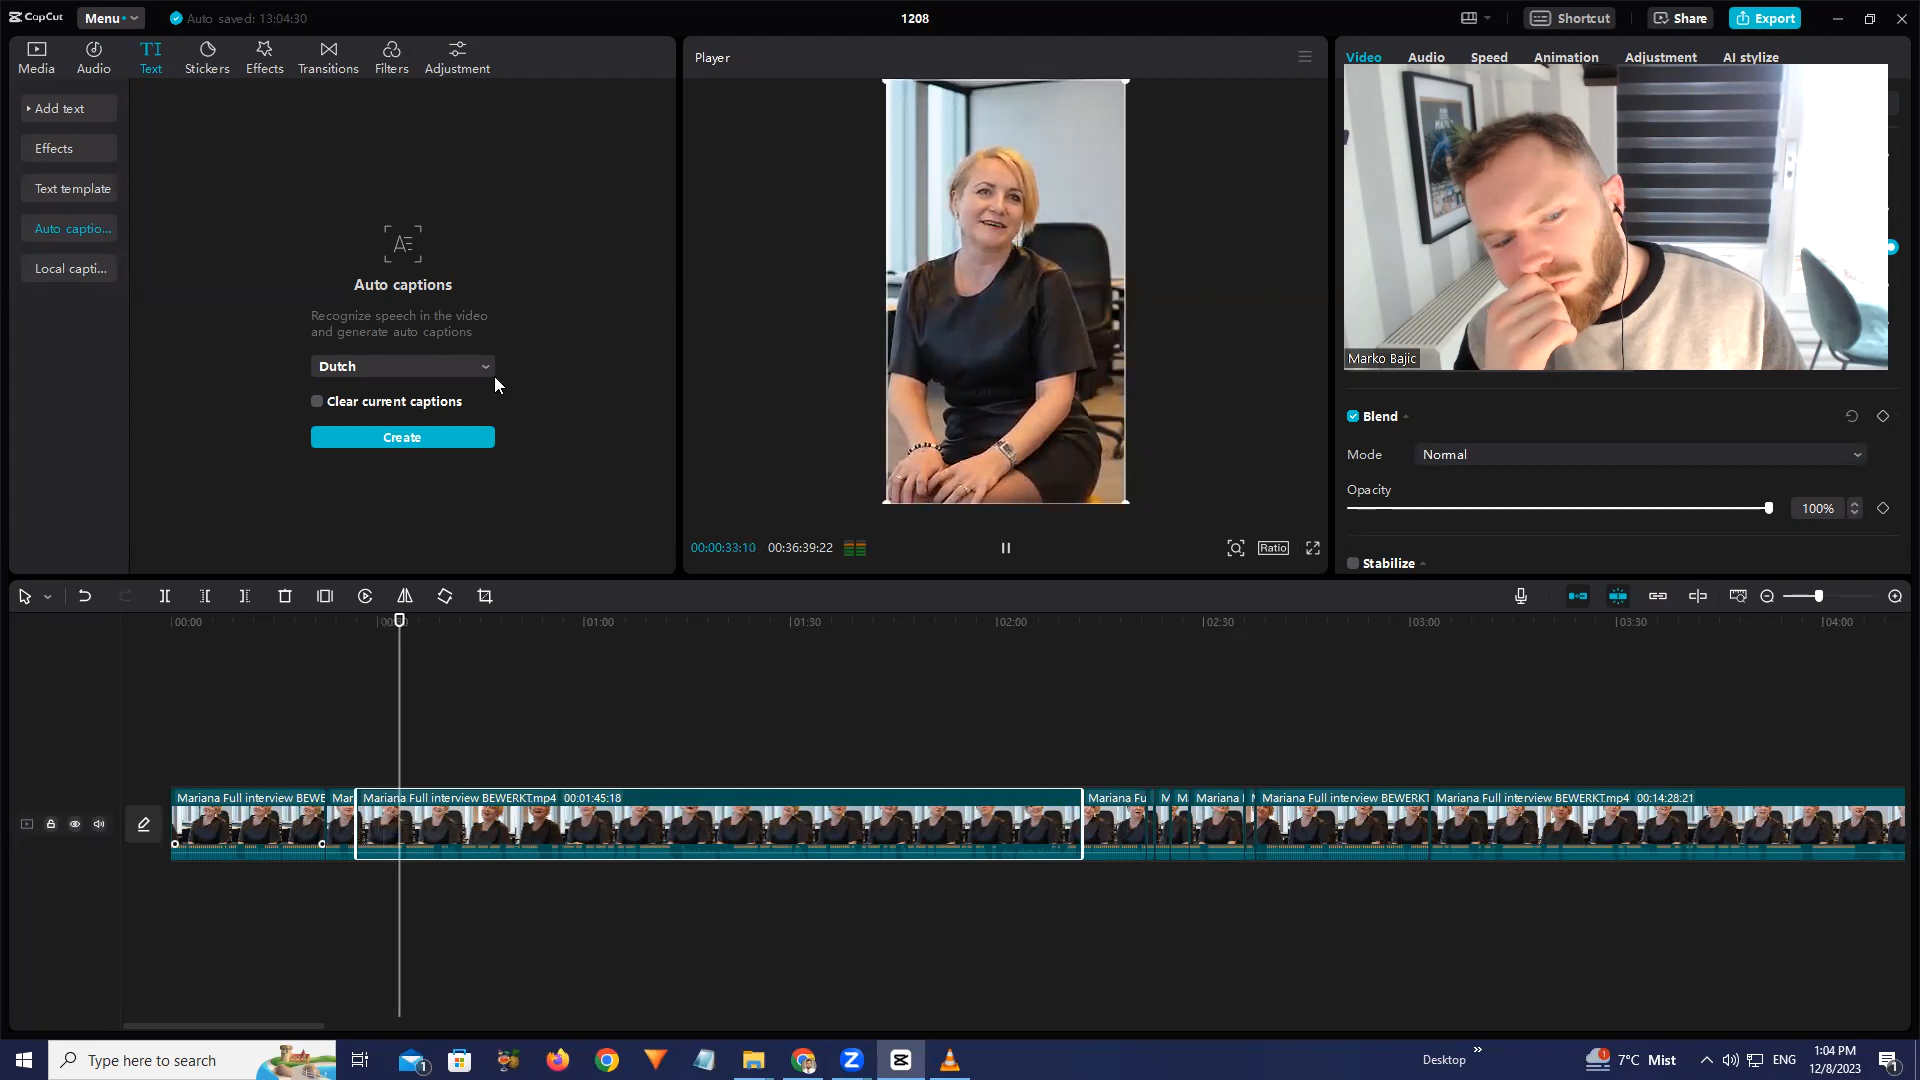 CapCut
Menu
Auto saved: 13:04:30
1208
Shortcut
Share
Export
Media
Audio
Text
Stickers
Effects
Transitions
Filters
Adjustment
Player
Video
Audio
Speed
Animation
Adjustment
AI stylize
Add text
Effects
Text template
Auto captio...
Local capti...
Auto captions
Recognize speech in the video
and generate auto captions
Dutch
Clear current captions
Create
Marko Bajic
Blend
Mode
Normal
Opacity
100%
Stabilize
00:00:33:10
00:36:39:22
Ratio
00:00
01:00
01:30
02:00
02:30
03:00
03:30
04:00
Mariana Full interview BEWE
Mar
Mariana Full interview BEWERKT.mp4 00:01:45:18
Mariana Fu
M
M
Mariana I
Mariana Full interview BEWERKT
Mariana Full interview BEWERKT.mp4 00:14:28:21
Type here to search
1
Desktop
1
7°C Mist
ENG
1:04 PM
12/8/2023
1